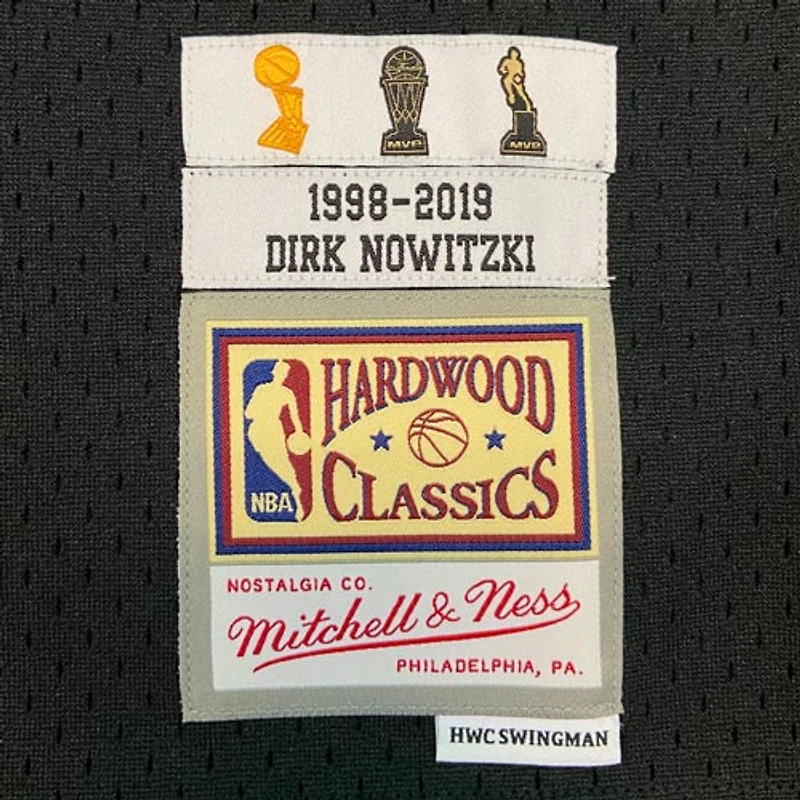 MVP MVP
1998-2019
DIRK NOWITZKI
HARDWOOD
CLASSICS
NBA
NOSTALGIA CO.
Mitchell & Ness
PHILADELPHIA, PA.
HWC SWINGMAN